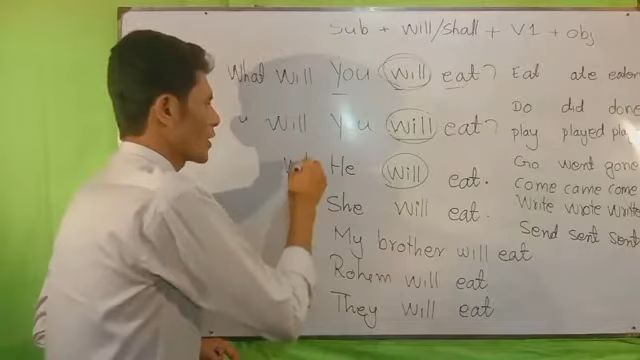 Sub + will/shall + V1 + obj
What will You will eat? Eat ate eaten
" will You will eat? Do did done
play played
He will eat. Go went gone
come came come
She will eat. Write wrote
My brother will eat Send sent sent
Rohem will eat
They will eat